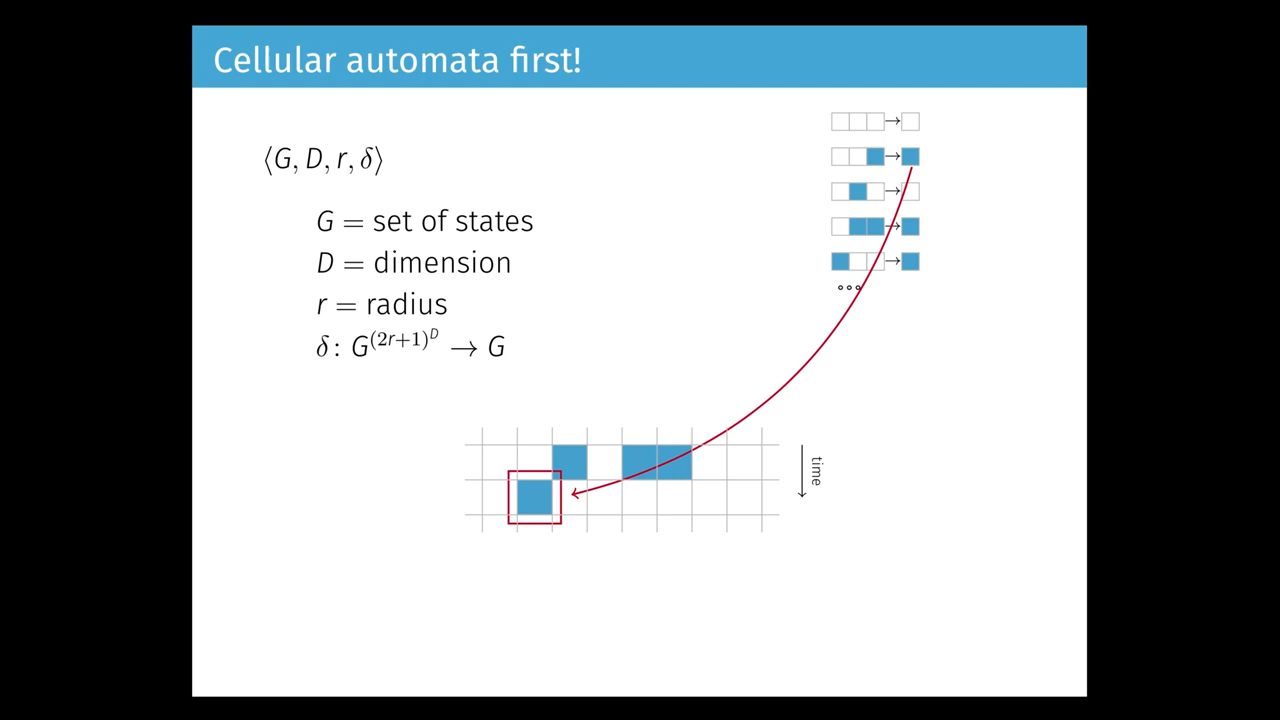 Cellular automata first!
⟨G, D, r, δ⟩
G = set of states
D = dimension
r = radius
δ: G^{(2r+1)^D} → G
time